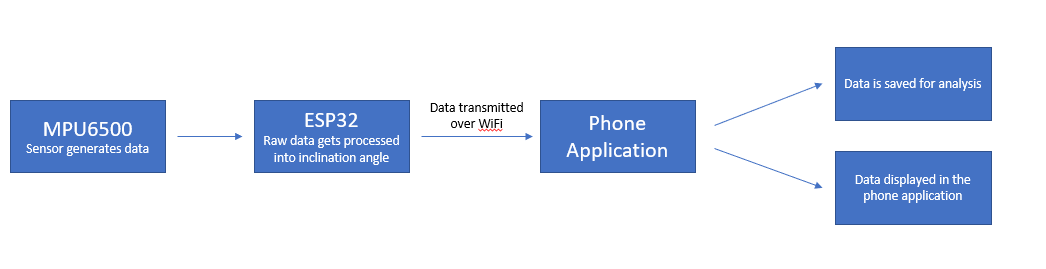 MPU6500
Sensor generates data
ESP32
Raw data gets processed
into inclination angle
Data transmitted
over WiFi
Phone
Application
Data is saved for analysis
Data displayed in the
phone application